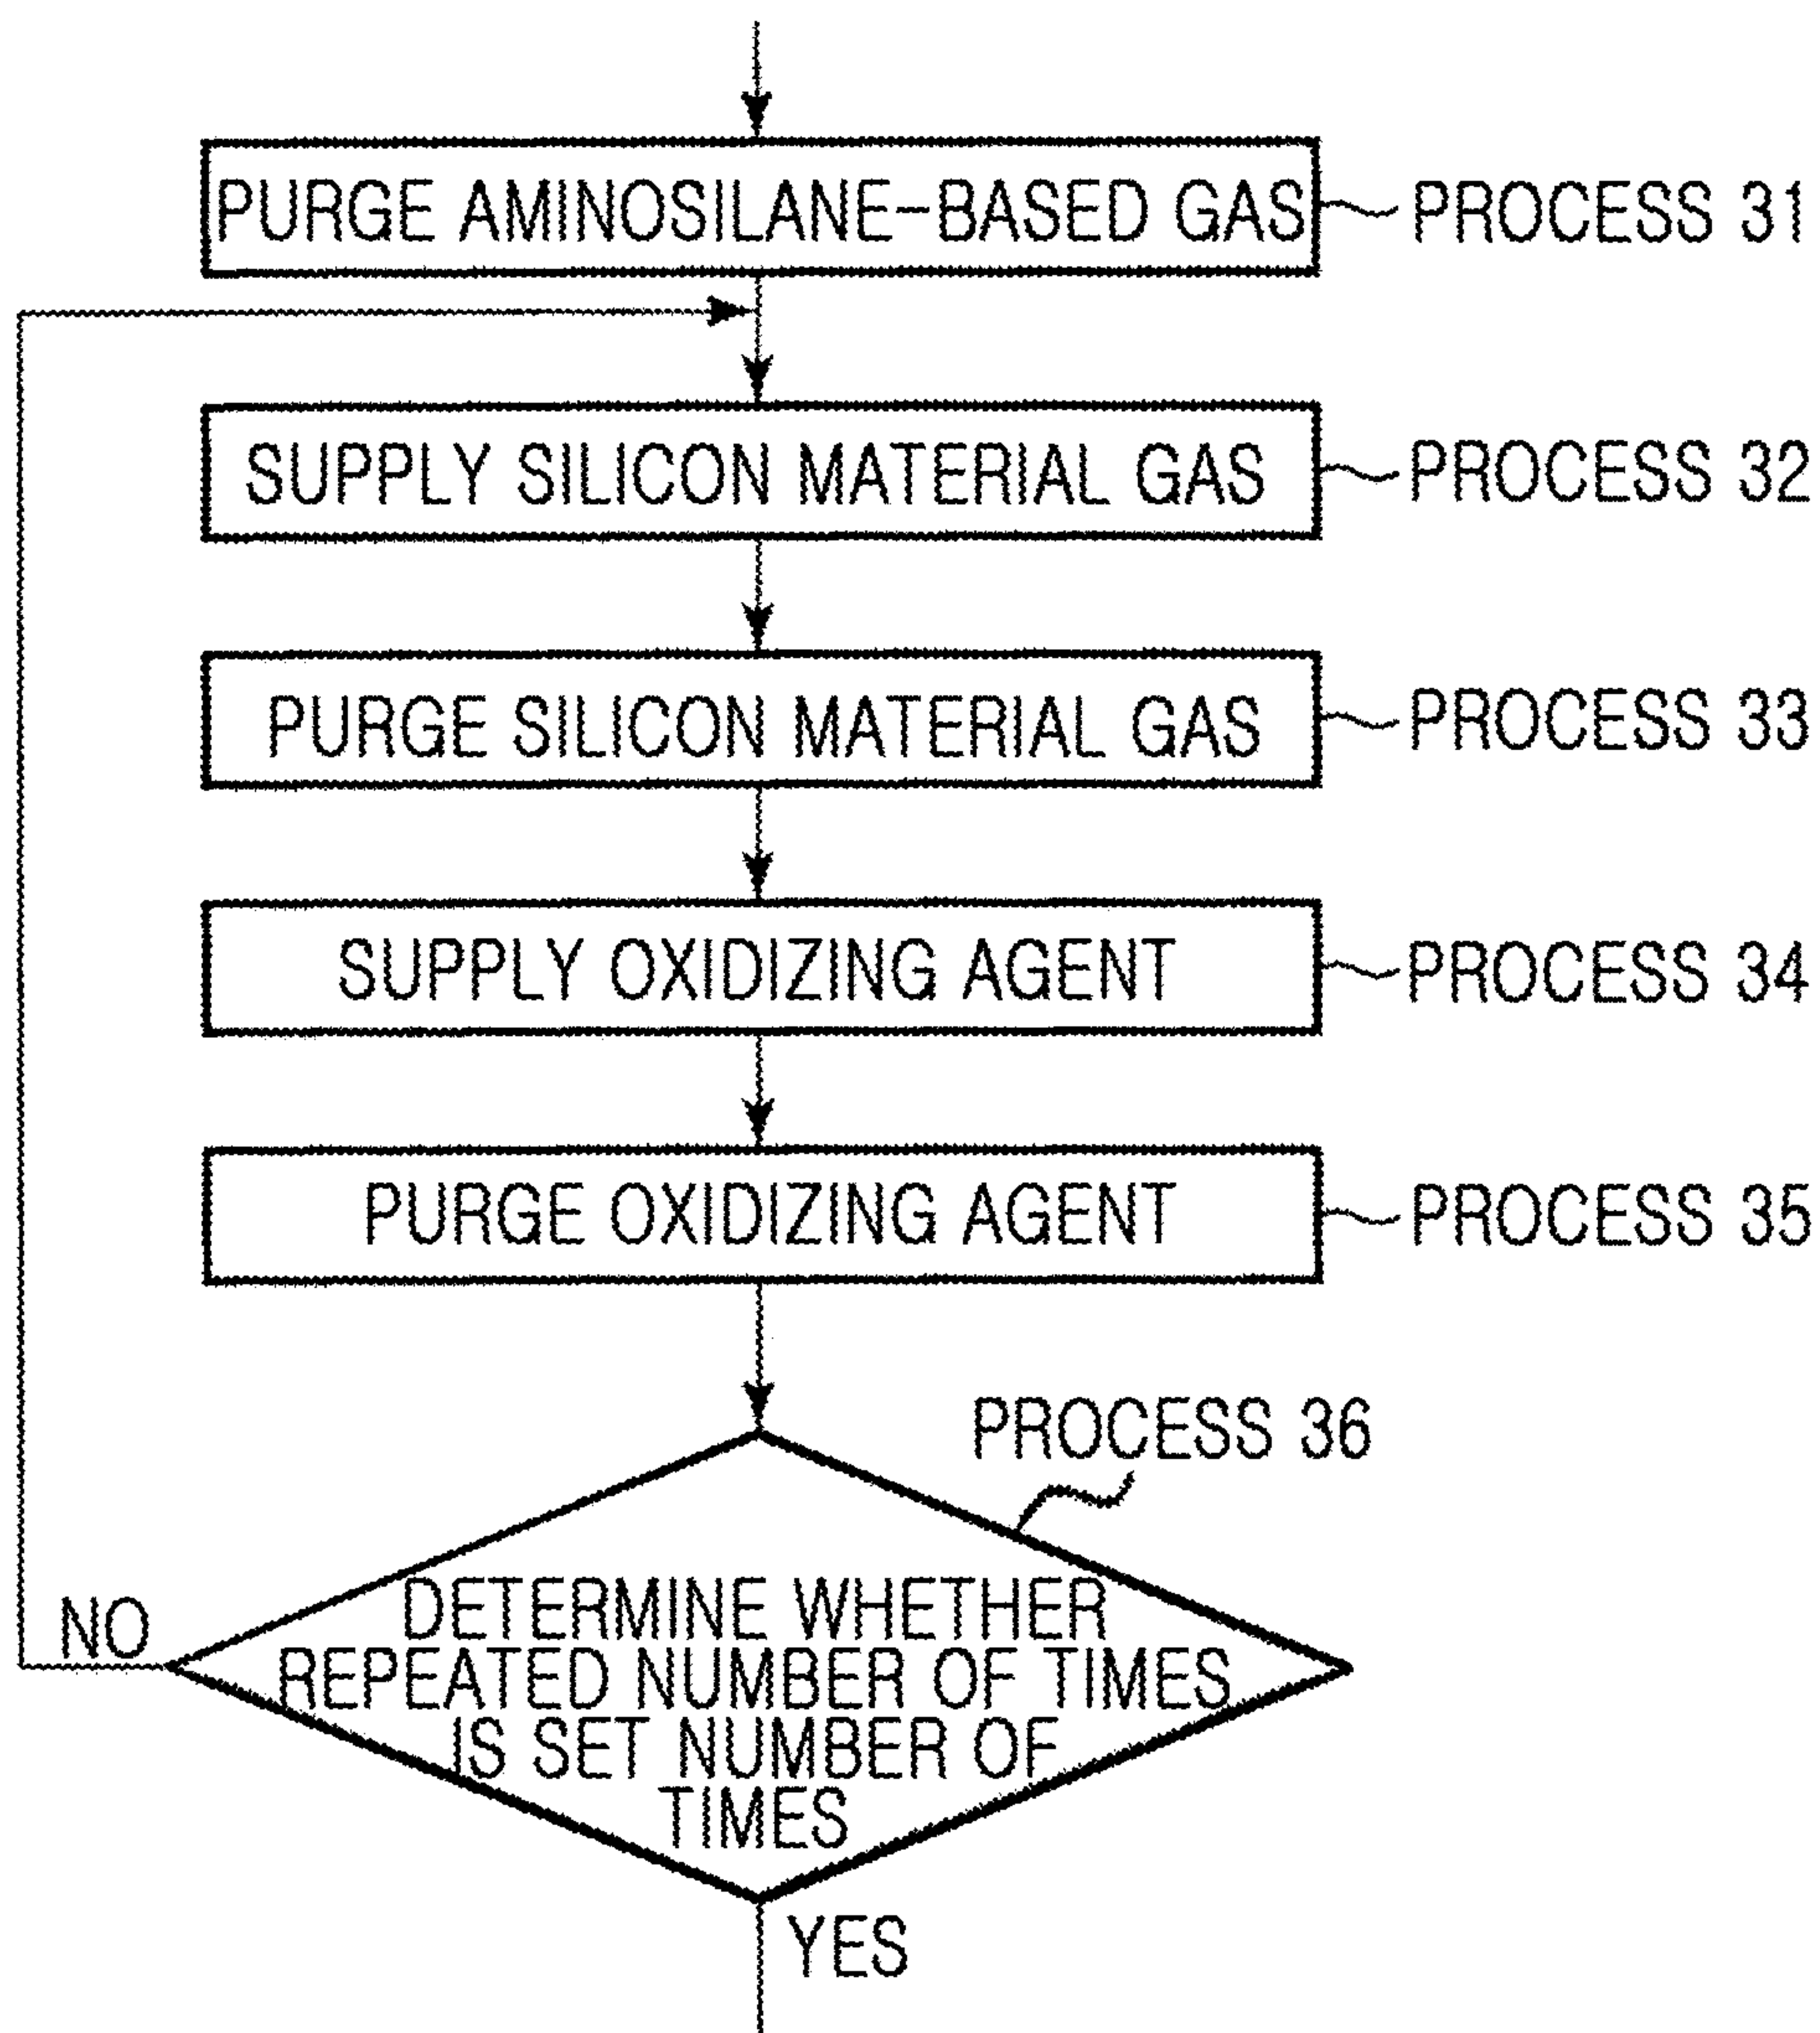 PURGE AMINOSILANE-BASED GAS
PROCESS 31
SUPPLY SILICON MATERIAL GAS
PROCESS 32
PURGE SILICON MATERIAL GAS
PROCESS 33
SUPPLY OXIDIZING AGENT
PROCESS 34
PURGE OXIDIZING AGENT
PROCESS 35
PROCESS 36
DETERMINE WHETHER
REPEATED NUMBER OF TIMES
IS SET NUMBER OF
TIMES
NO
YES